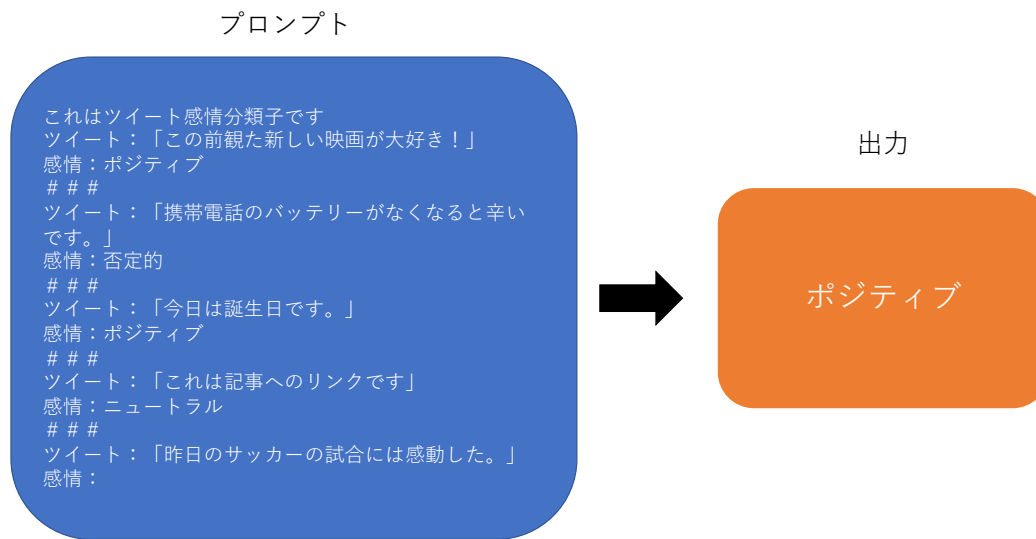 プロンプト
これはツイート感情分類子です
ツイート：「この前観た新しい映画が大好き！」
感情：ポジティブ
＃＃＃
ツイート：「携帯電話のバッテリーがなくなると辛い
です。」
感情：否定的
＃＃＃
ツイート：「今日は誕生日です。」
感情：ポジティブ
＃＃＃
ツイート：「これは記事へのリンクです」
感情：ニュートラル
＃＃＃
ツイート：「昨日のサッカーの試合には感動した。」
感情：
出力
ポジティブ